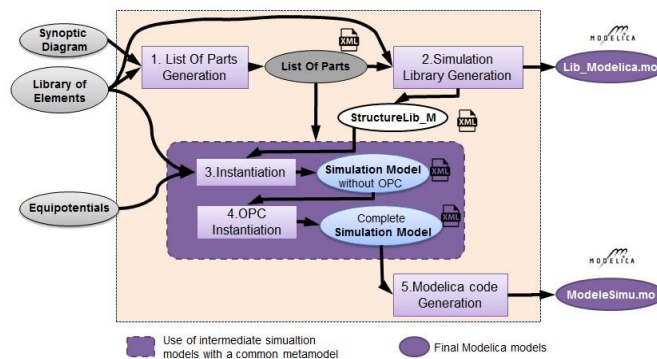 Synoptic
Diagram
Library of
Elements
Equipotentials
1. List Of Parts
Generation
XML
List Of Parts
2.Simulation
Library Generation
MODELICA
Lib_Modelica.mo
StructureLib_M
XML
3.Instantiation
Simulation Model
without OPC
XML
4.OPC
Instantiation
Complete
Simulation Model
XML
5.Modelica code
Generation
MODELICA
ModeleSimu.mo
Use of intermediate simualtion
models with a common metamodel
Final Modelica models